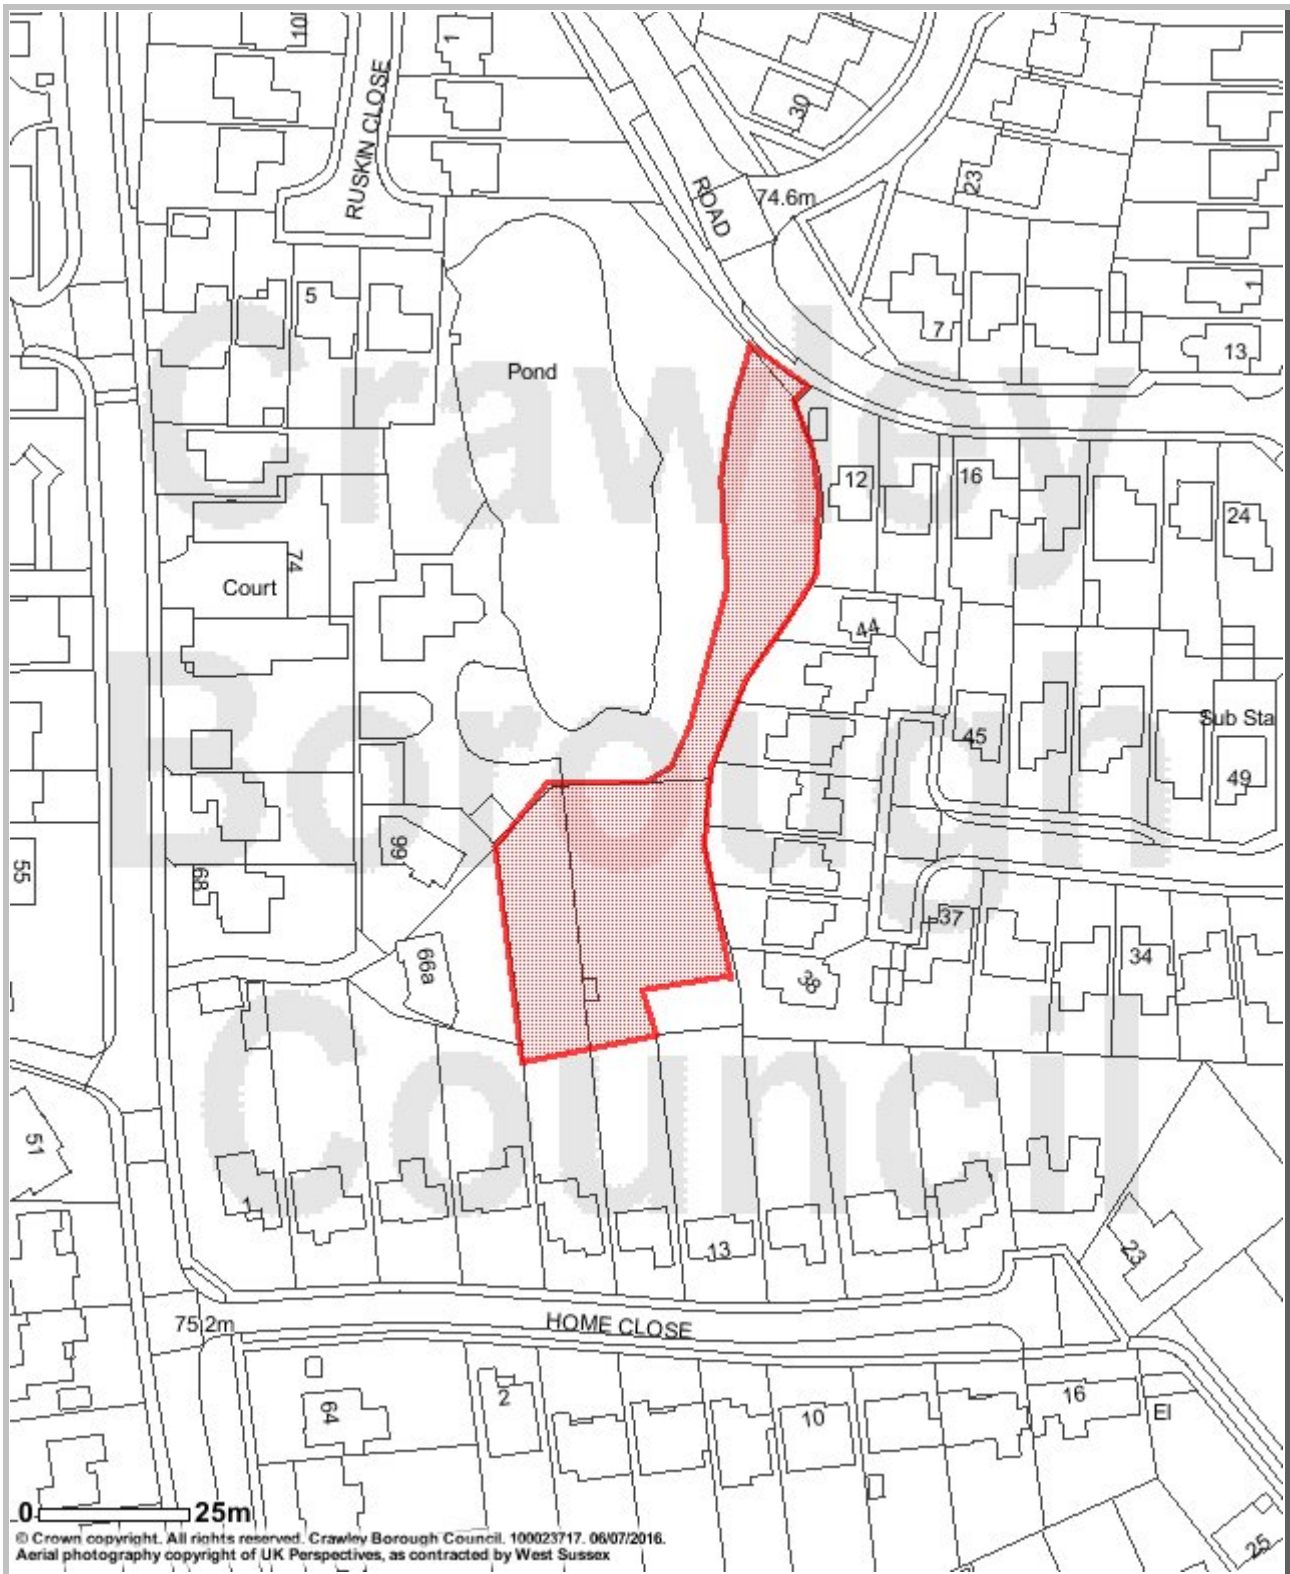 10
1
RUSKIN CLOSE
30
ROAD
74.6m
23
5
7
1
13
Pond
Crawley
12
16
24
74
Court
44
Borough
45
Sub Sta
49
66
55
68
37
66a
38
34
Council
51
1
13
23
75.2m
HOME CLOSE
64
2
10
16
El
25
0 25m
© Crown copyright. All rights reserved. Crawley Borough Council. 100023717. 06/07/2016.
Aerial photography copyright of UK Perspectives, as contracted by West Sussex